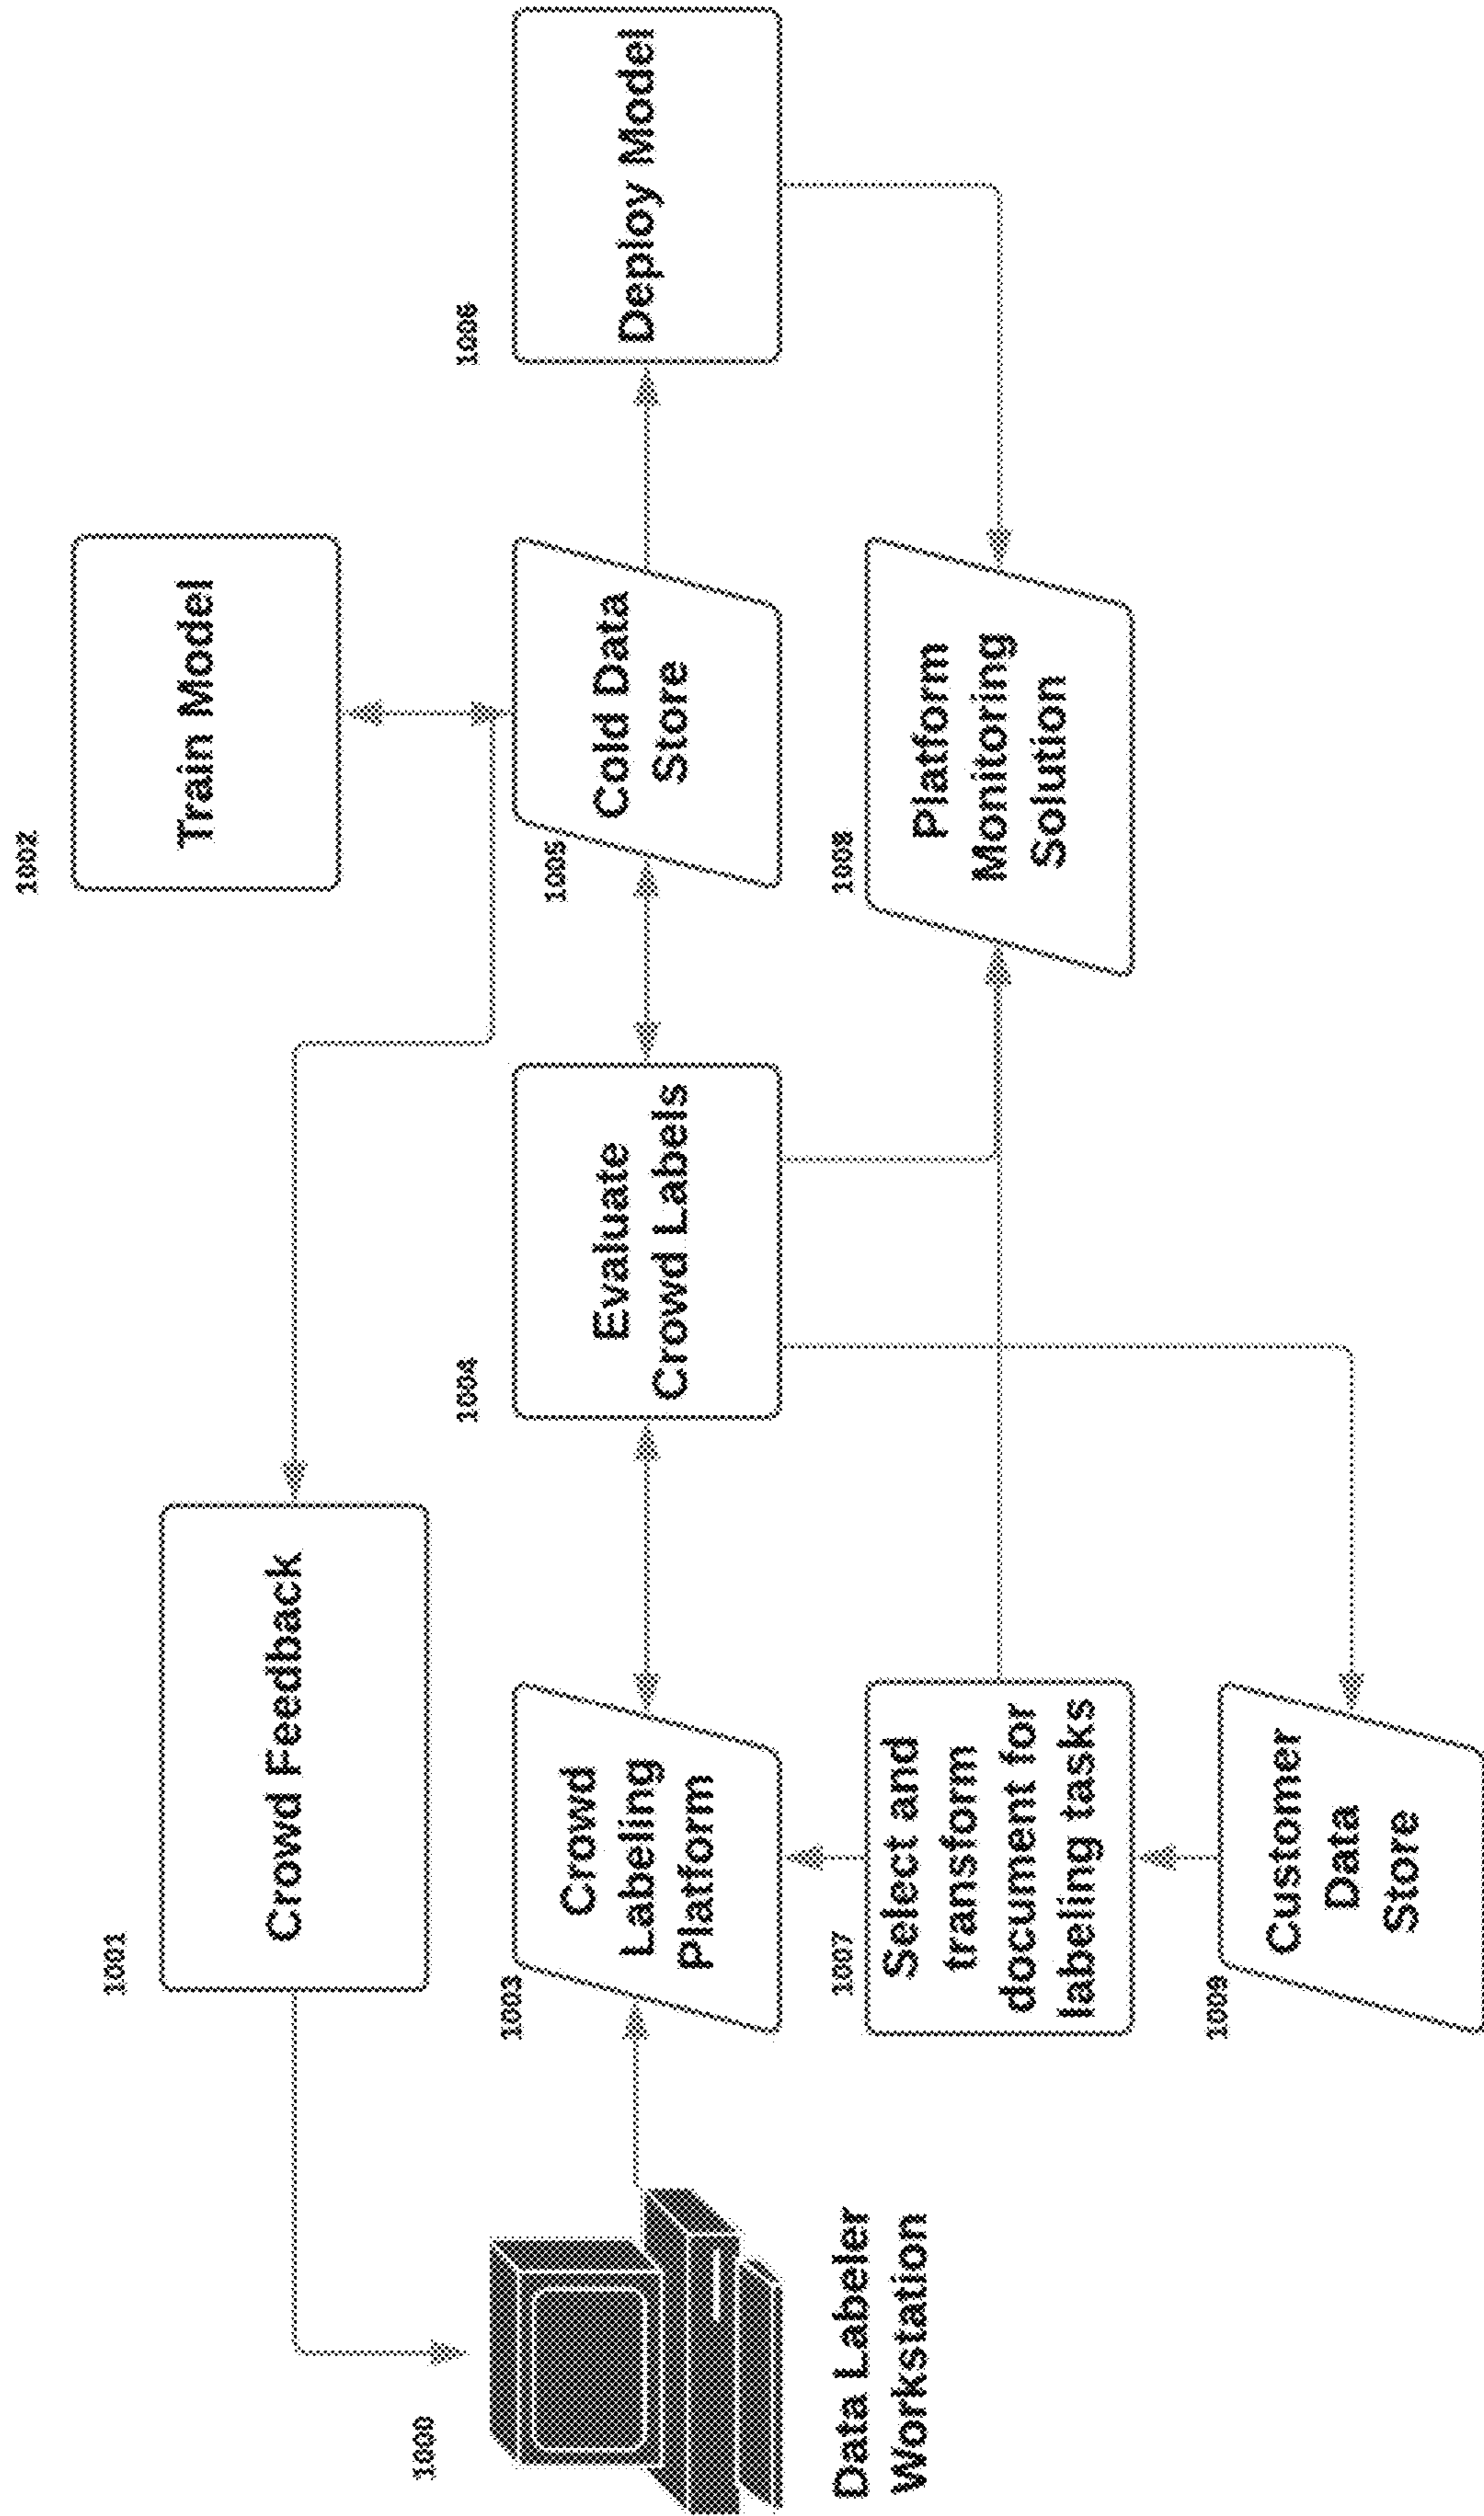 1002
Train Model
1001
Crowd Feedback
1000
Data Labeler
Workstation
1003
Crowd
Labeling
Platform
1004
Evaluate
Crowd Labels
1005
Cold Data
Store
1006
Deploy Model
1007
Select and
transform
document for
labeling tasks
1008
Platform
Monitoring
Solution
1009
Customer
Data
Store